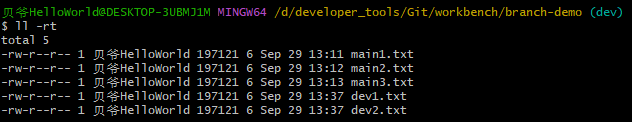 贝爷HelloWorld@DESKTOP-3UBMJ1M MINGW64 /d/developer_tools/Git/workbench/branch-demo (dev)
$ ll -rt
total 5
-rw-r--r-- 1 贝爷HelloWorld 197121 6 Sep 29 13:11 main1.txt
-rw-r--r-- 1 贝爷HelloWorld 197121 6 Sep 29 13:12 main2.txt
-rw-r--r-- 1 贝爷HelloWorld 197121 6 Sep 29 13:13 main3.txt
-rw-r--r-- 1 贝爷HelloWorld 197121 6 Sep 29 13:37 dev1.txt
-rw-r--r-- 1 贝爷HelloWorld 197121 6 Sep 29 13:37 dev2.txt